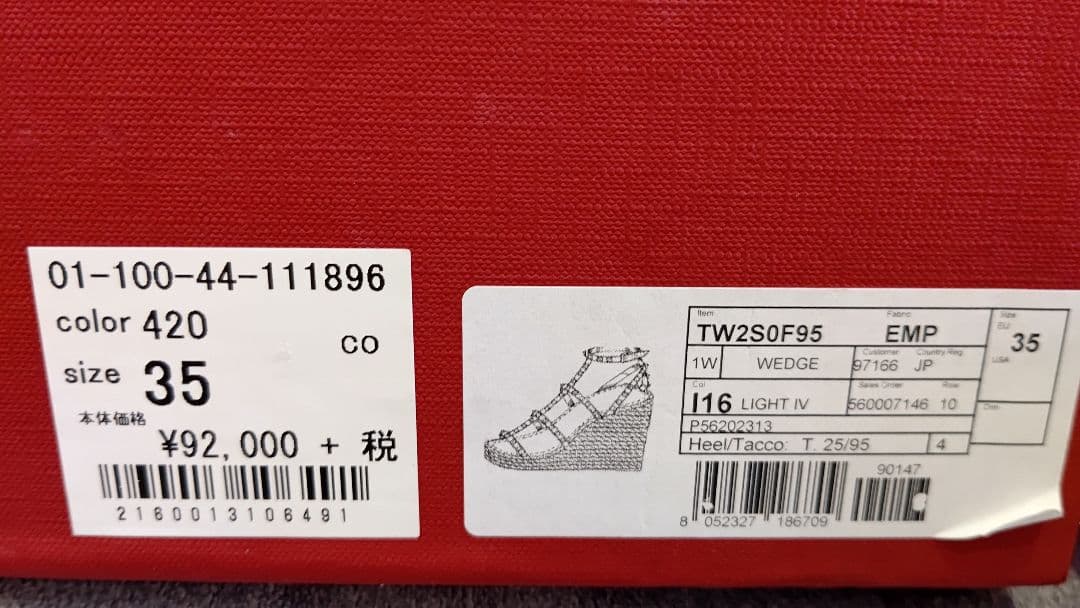 01-100-44-111896
color 420
CO
size 35
本体価格
¥92,000 + 税
2180013106491
Item
Fabric
TW2S0F95 EMP
1W WEDGE
Customer Country/Reg.
97166 JP
Col
Sales Order
Row
I16 LIGHT IV 560007146 10
P56202313
Heel/Tacco: T. 25/95 4
Size
EU 35
USA
90147
8 052327 186709